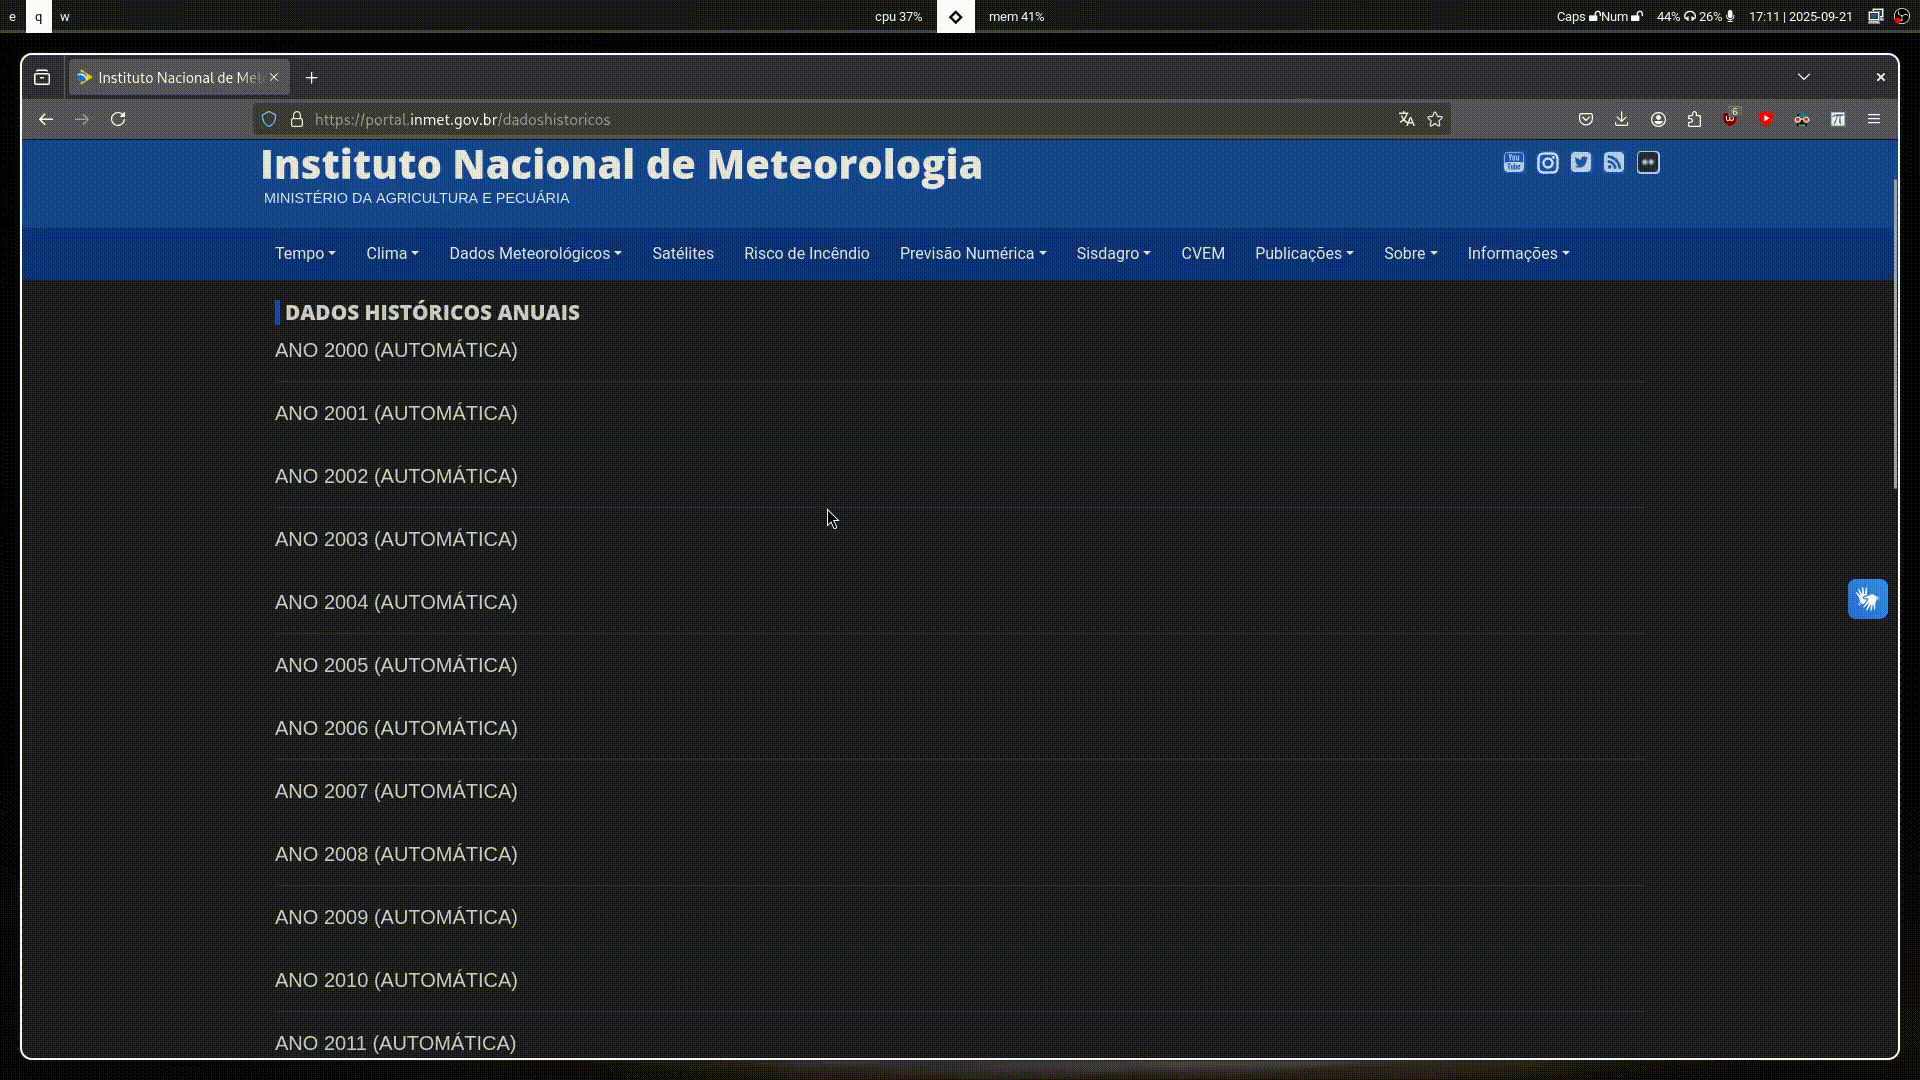 e q w cpu 37% mem 41% Caps Num 44% 26% 17:11 | 2025-09-21
Instituto Nacional de Met
https://portal.inmet.gov.br/dadoshistoricos
6
Instituto Nacional de Meteorologia
You Tube
MINISTÉRIO DA AGRICULTURA E PECUÁRIA
Tempo Clima Dados Meteorológicos Satélites Risco de Incêndio Previsão Numérica Sisdagro CVEM Publicações Sobre Informações
DADOS HISTÓRICOS ANUAIS
ANO 2000 (AUTOMÁTICA)
ANO 2001 (AUTOMÁTICA)
ANO 2002 (AUTOMÁTICA)
ANO 2003 (AUTOMÁTICA)
ANO 2004 (AUTOMÁTICA)
ANO 2005 (AUTOMÁTICA)
ANO 2006 (AUTOMÁTICA)
ANO 2007 (AUTOMÁTICA)
ANO 2008 (AUTOMÁTICA)
ANO 2009 (AUTOMÁTICA)
ANO 2010 (AUTOMÁTICA)
ANO 2011 (AUTOMÁTICA)